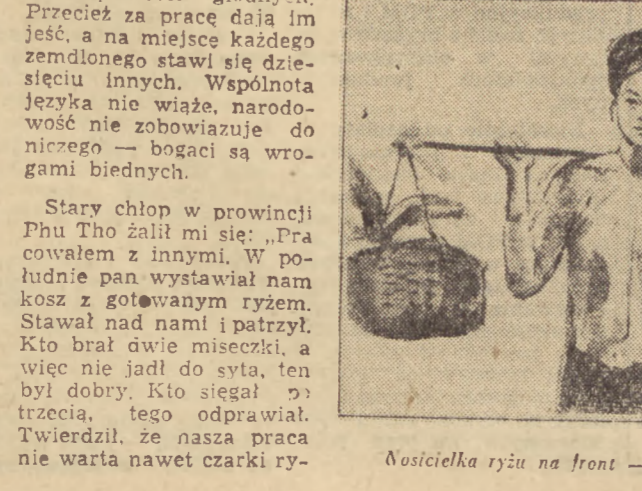 Przecież za pracę dają im
jeść, a na miejsce każdego
zemdlonego stawi się dzie-
sięciu innych. Wspólnota
języka nie wiąże, narodo-
wość nie zobowiazuje do
niczego — bogaci są wro-
gami biednych.
Stary chłop w prowincji
Phu Tho żalił mi się: „Pra
cowałem z innymi. W po-
łudnie pan wystawiał nam
kosz z gotowanym ryżem.
Stawał nad nami i patrzył.
Kto brał dwie miseczki, a
więc nie jadł do syta, ten
był dobry. Kto sięgał po
trzecią, tego odprawiał.
Twierdził, że nasza praca
nie warta nawet czarki ry-
Nosicielka ryżu na front —